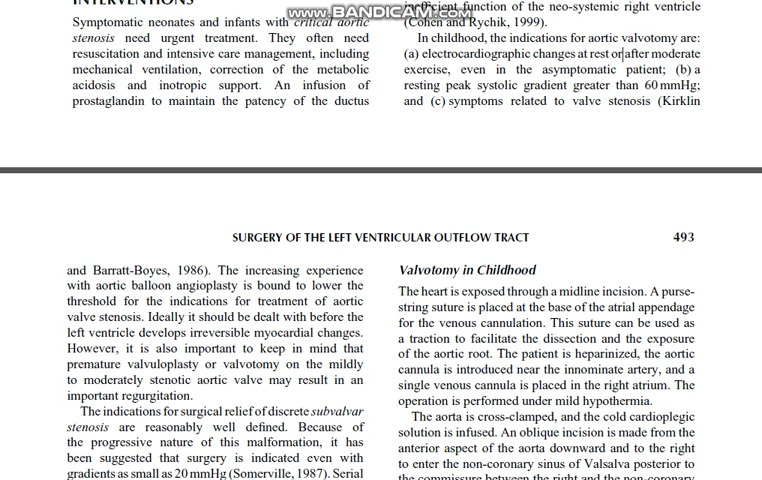 INTERVENTIONS
Symptomatic neonates and infants with critical aortic
stenosis need urgent treatment. They often need
resuscitation and intensive care management, including
mechanical ventilation, correction of the metabolic
acidosis and inotropic support. An infusion of
prostaglandin to maintain the patency of the ductus
www.BANDICAM.com
inefficient function of the neo-systemic right ventricle
(Cohen and Rychik, 1999).
In childhood, the indications for aortic valvotomy are:
(a) electrocardiographic changes at rest or after moderate
exercise, even in the asymptomatic patient; (b) a
resting peak systolic gradient greater than 60 mmHg;
and (c) symptoms related to valve stenosis (Kirklin
SURGERY OF THE LEFT VENTRICULAR OUTFLOW TRACT 493
and Barratt-Boyes, 1986). The increasing experience
with aortic balloon angioplasty is bound to lower the
threshold for the indications for treatment of aortic
valve stenosis. Ideally it should be dealt with before the
left ventricle develops irreversible myocardial changes.
However, it is also important to keep in mind that
premature valvuloplasty or valvotomy on the mildly
to moderately stenotic aortic valve may result in an
important regurgitation.
The indications for surgical relief of discrete subvalvar
stenosis are reasonably well defined. Because of
the progressive nature of this malformation, it has
been suggested that surgery is indicated even with
gradients as small as 20 mmHg (Somerville, 1987). Serial
Valvotomy in Childhood
The heart is exposed through a midline incision. A purse-
string suture is placed at the base of the atrial appendage
for the venous cannulation. This suture can be used as
a traction to facilitate the dissection and the exposure
of the aortic root. The patient is heparinized, the aortic
cannula is introduced near the innominate artery, and a
single venous cannula is placed in the right atrium. The
operation is performed under mild hypothermia.
The aorta is cross-clamped, and the cold cardioplegic
solution is infused. An oblique incision is made from the
anterior aspect of the aorta downward and to the right
to enter the non-coronary sinus of Valsalva posterior to
the commissure between the right and the non-coronary